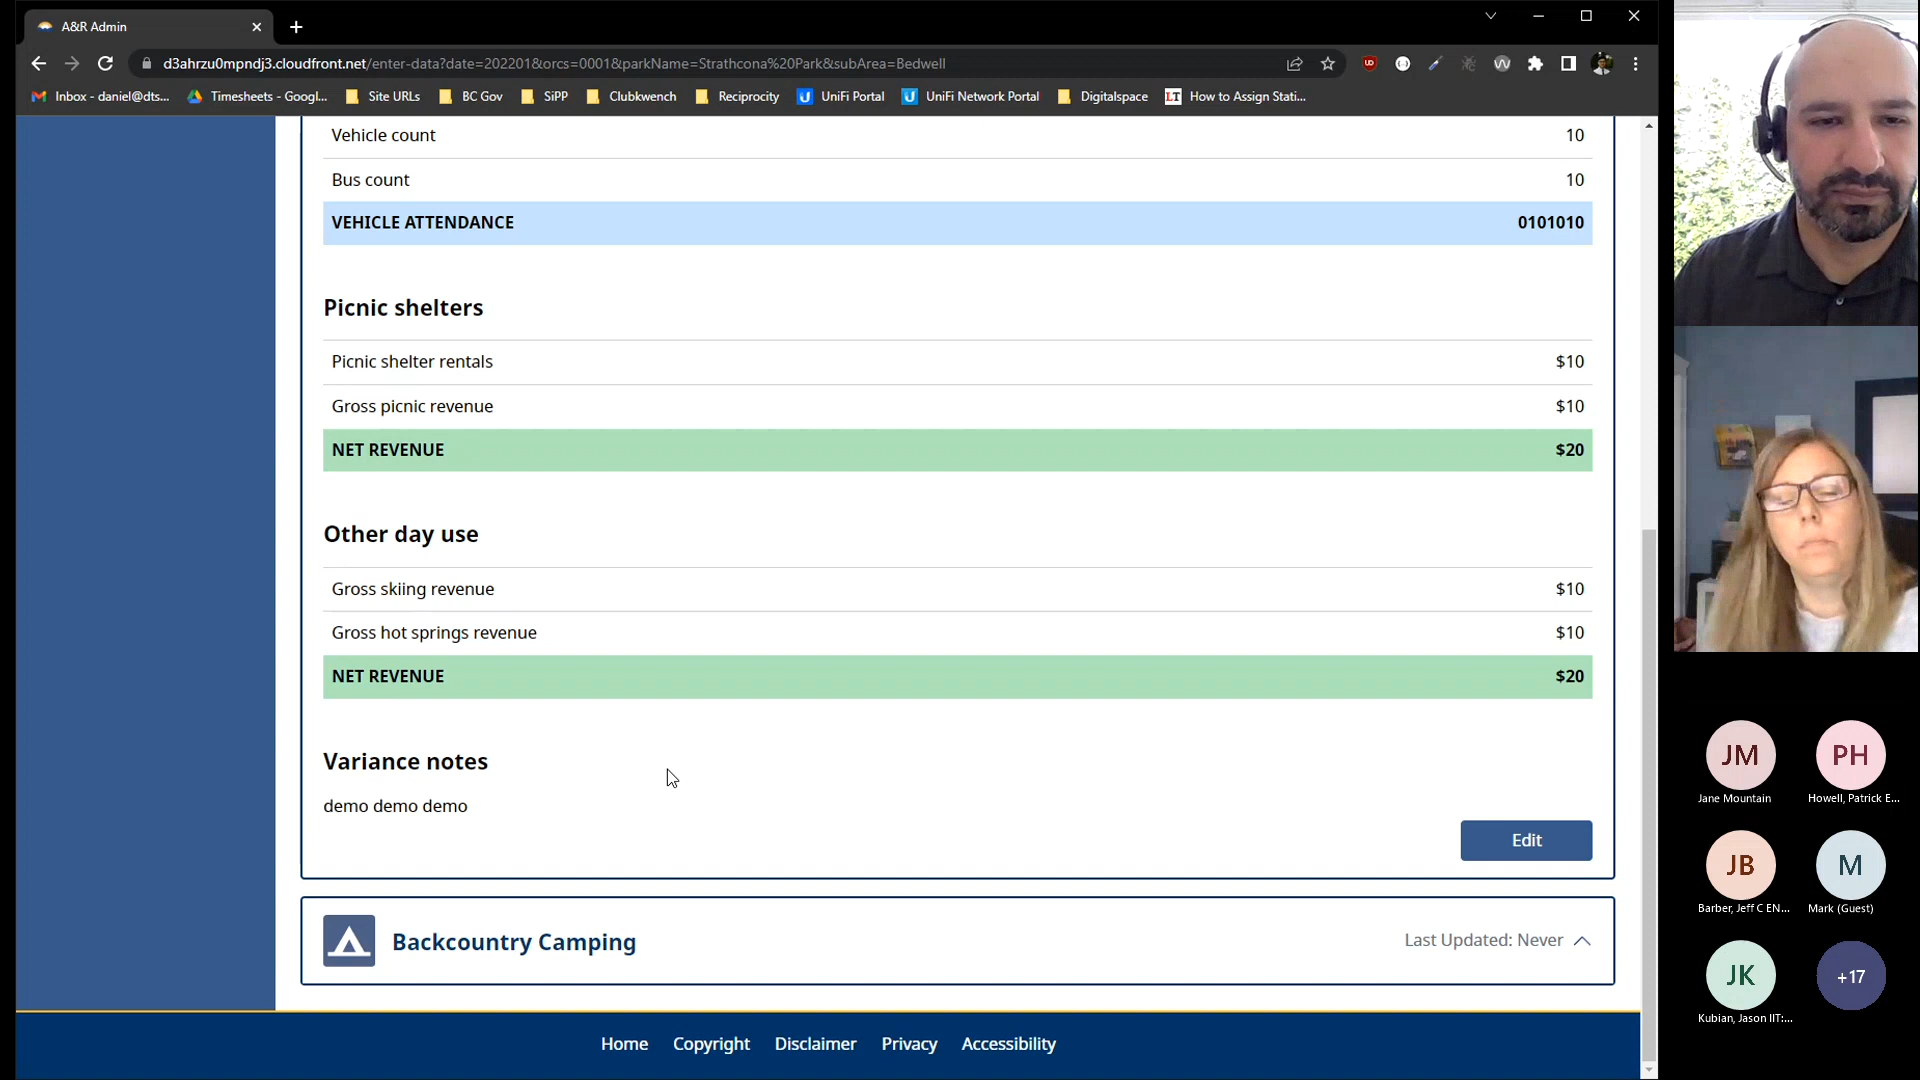 A&R Admin
d3ahrzu0mpndj3.cloudfront.net/enter-data?date=202201&orcs=0001&parkName=Strathcona%20Park&subArea=Bedwell
Inbox - daniel@dts... Timesheets - Googl... Site URLs BC Gov SiPP Clubkwench Reciprocity UniFi Portal UniFi Network Portal Digitalspace LT How to Assign Stati...
Vehicle count 10
Bus count 10
VEHICLE ATTENDANCE 0101010
Picnic shelters
Picnic shelter rentals $10
Gross picnic revenue $10
NET REVENUE $20
Other day use
Gross skiing revenue $10
Gross hot springs revenue $10
NET REVENUE $20
Variance notes
demo demo demo
Edit
Backcountry Camping Last Updated: Never
Home Copyright Disclaimer Privacy Accessibility
JM PH
Jane Mountain Howell, Patrick E...
JB M
Barber, Jeff C EN... Mark (Guest)
JK +17
Kubian, Jason IIT:...